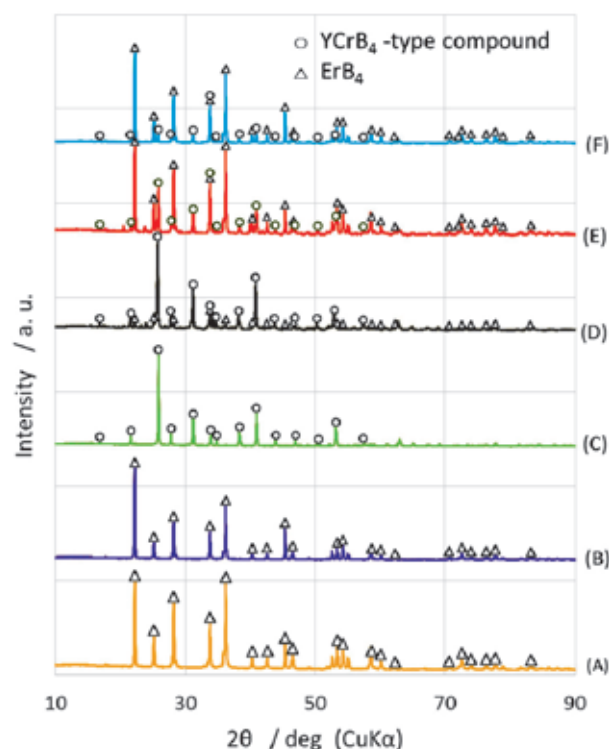 YCrB₄ -type compound
ErB₄
(F)
(E)
(D)
(C)
(B)
(A)
Intensity / a. u.
10 30 50 70 90
2θ / deg (CuKα)